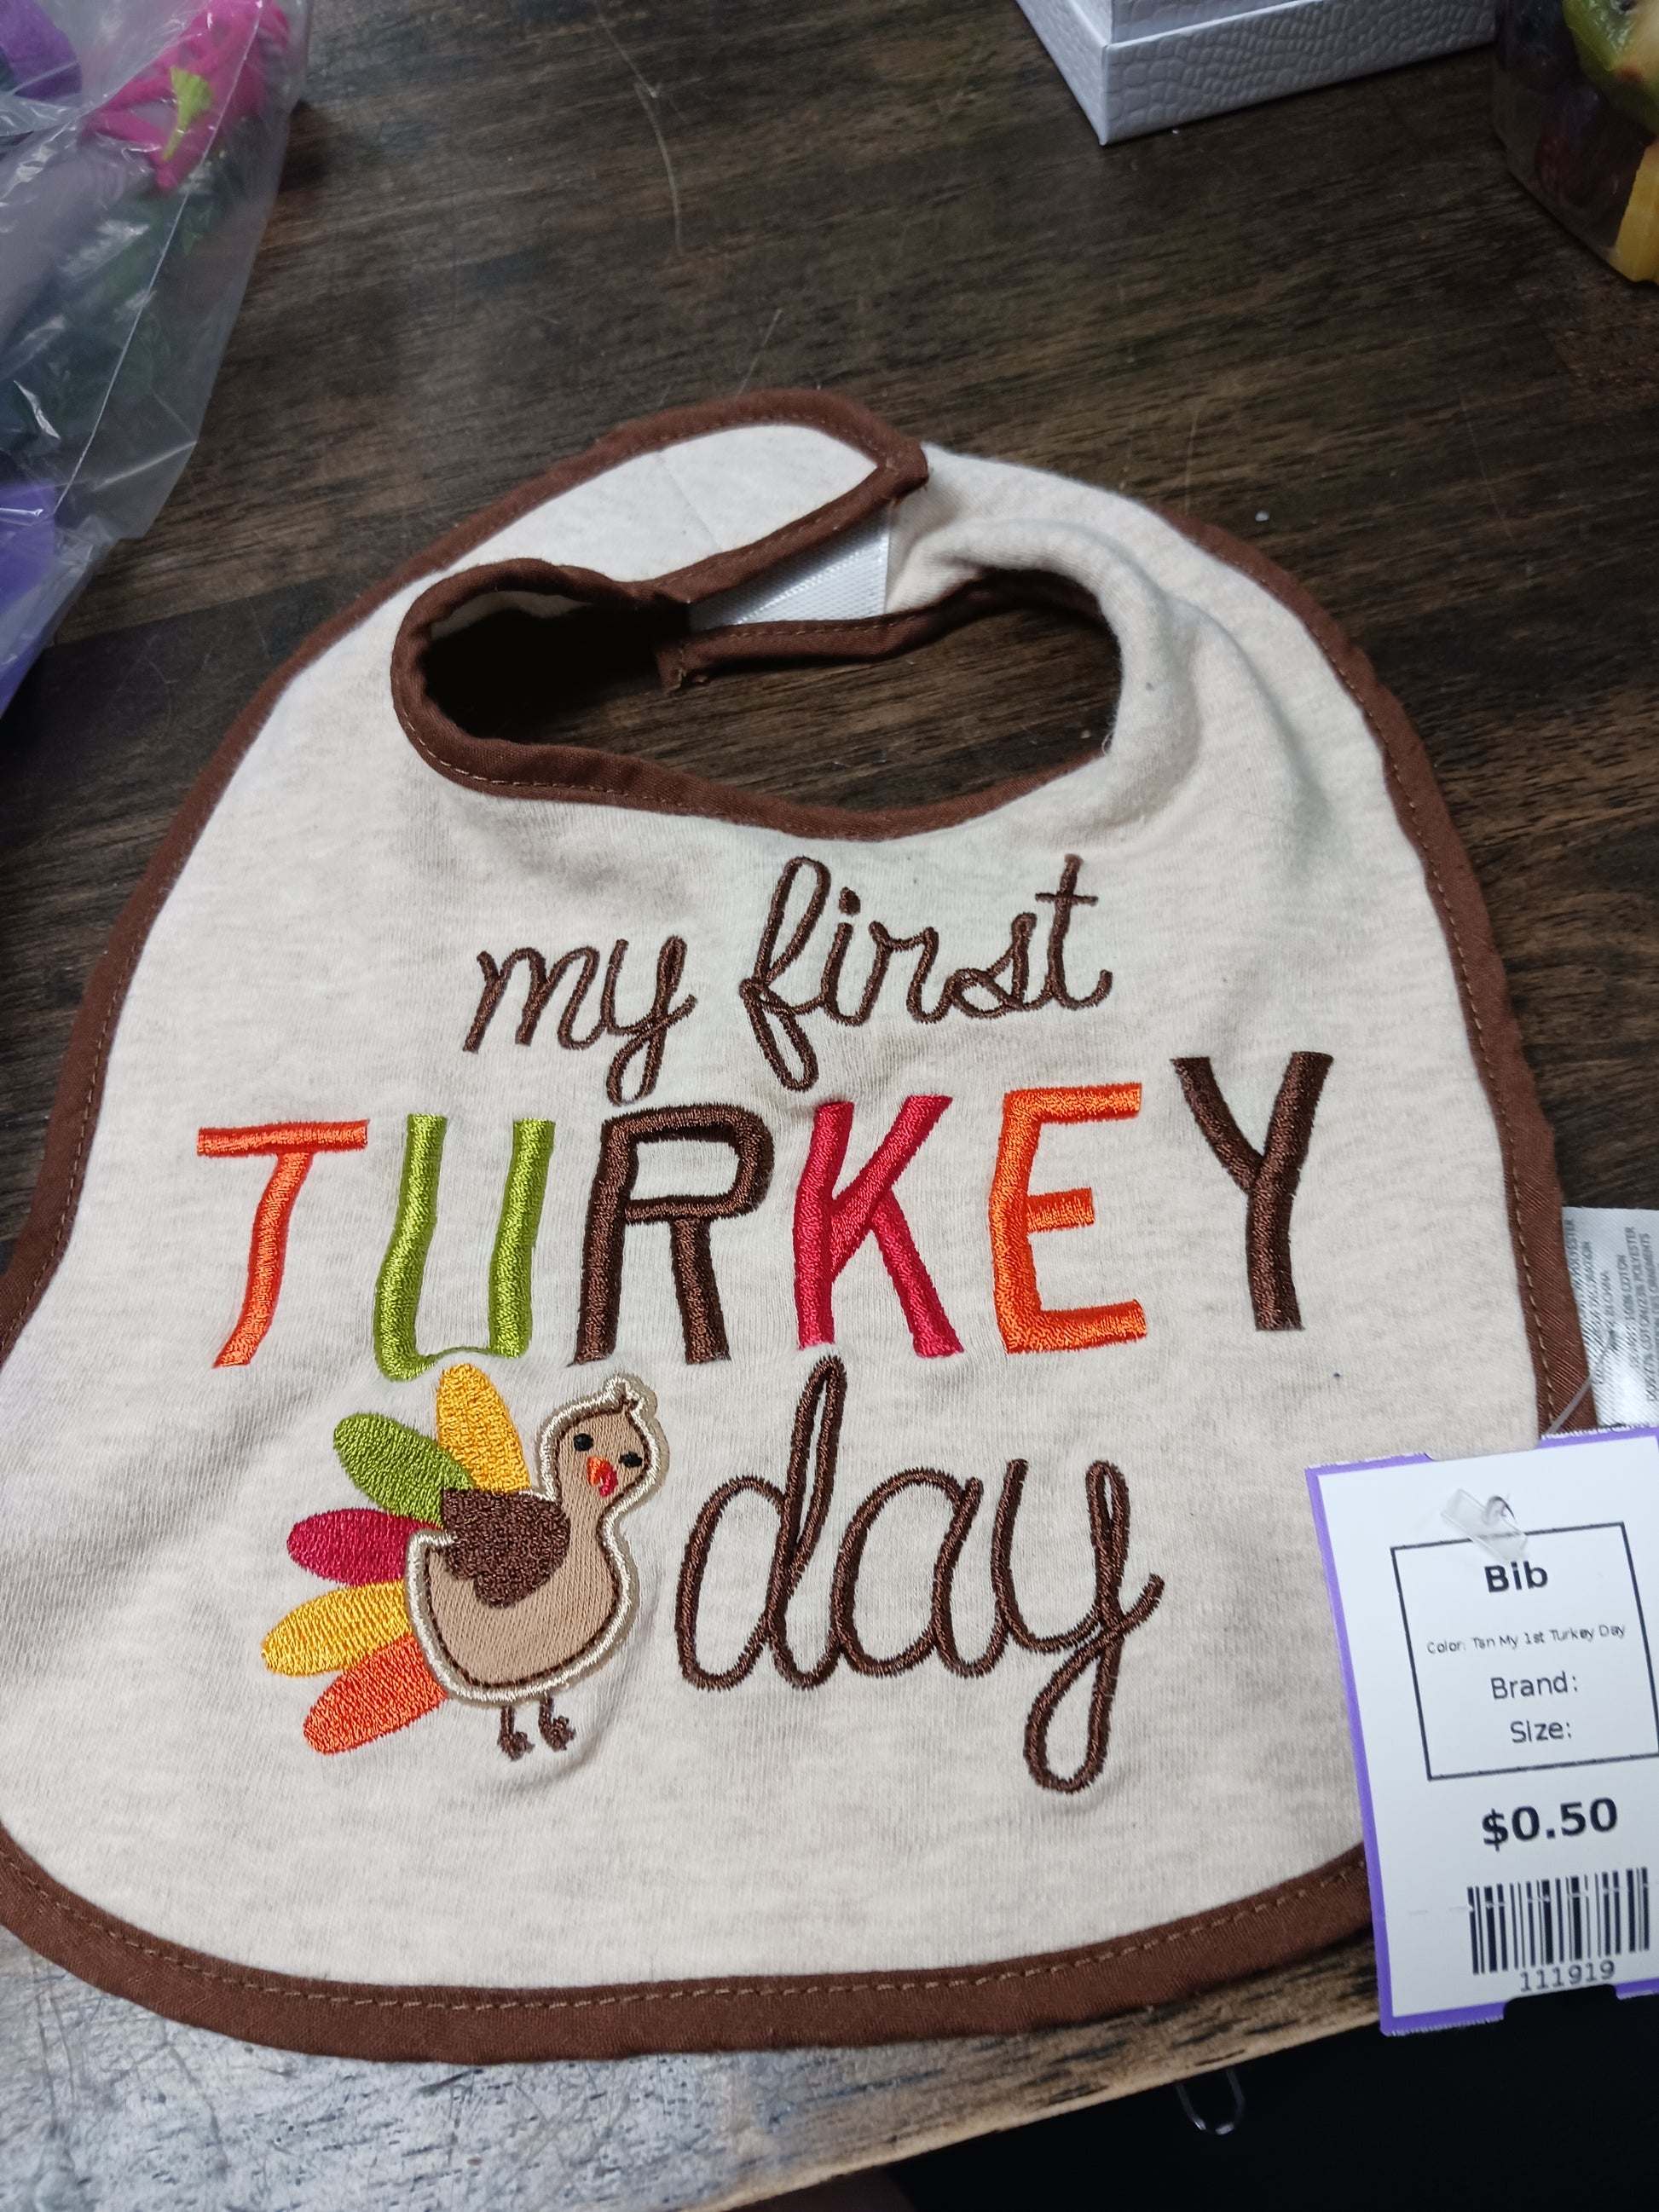 my first
TURKEY
day
Bib
Color: Tan My 1st Turkey Day
Brand:
Size:
$0.50
111919